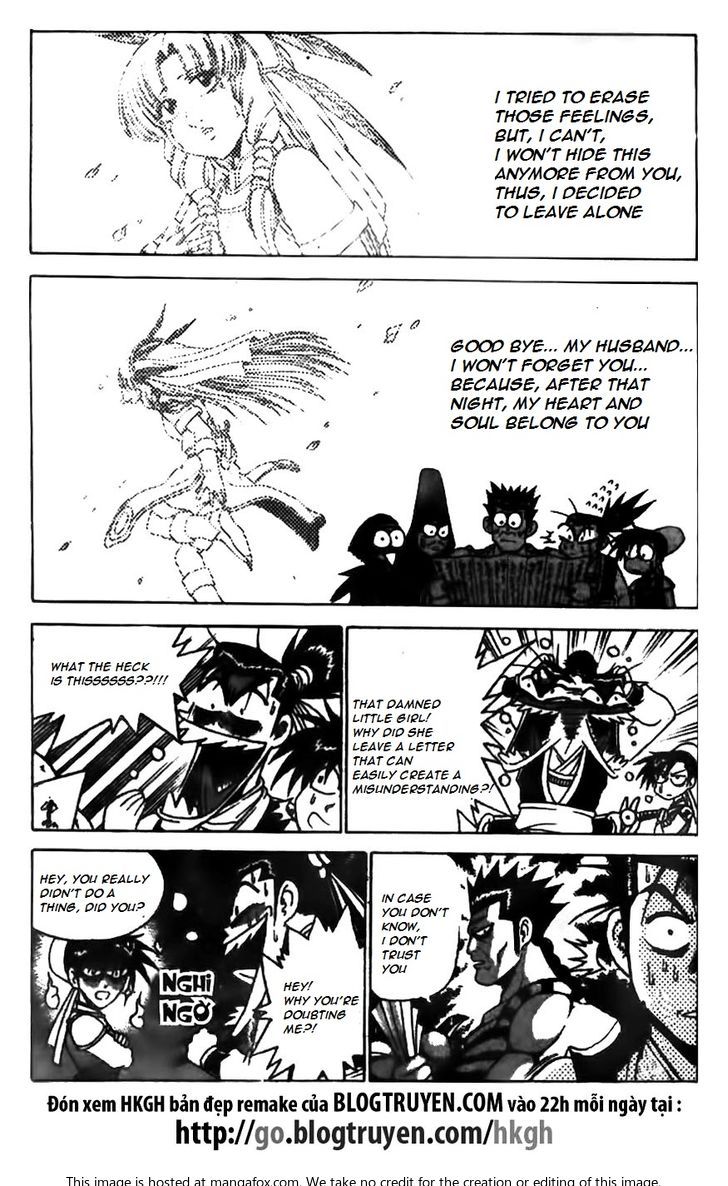 I TRIED TO ERASE
THOSE FEELINGS,
BUT, I CAN'T,
I WON'T HIDE THIS
ANYMORE FROM YOU,
THUS, I DECIDED
TO LEAVE ALONE
GOOD BYE... MY HUSBAND...
I WON'T FORGET YOU...
BECAUSE, AFTER THAT
NIGHT, MY HEART AND
SOUL BELONG TO YOU
WHAT THE HECK
IS THISSSSSS??!!!
THAT DAMNED
LITTLE GIRL!
WHY DID SHE
LEAVE A LETTER
THAT CAN
EASILY CREATE A
MISUNDERSTANDING?!
HEY, YOU REALLY
DIDN'T DO A
THING, DID YOU?
NGHI
NGỜ
HEY!
WHY YOU'RE
DOUBTING
ME?!
IN CASE
YOU DON'T
KNOW,
I DON'T
TRUST
YOU
Đón xem HKGH bản đẹp remake của BLOGTRUYEN.COM vào 22h mỗi ngày tại :
http://go.blogtruyen.com/hkgh
This image is hosted at mangafox.com. We take no credit for the creation or editing of this image.